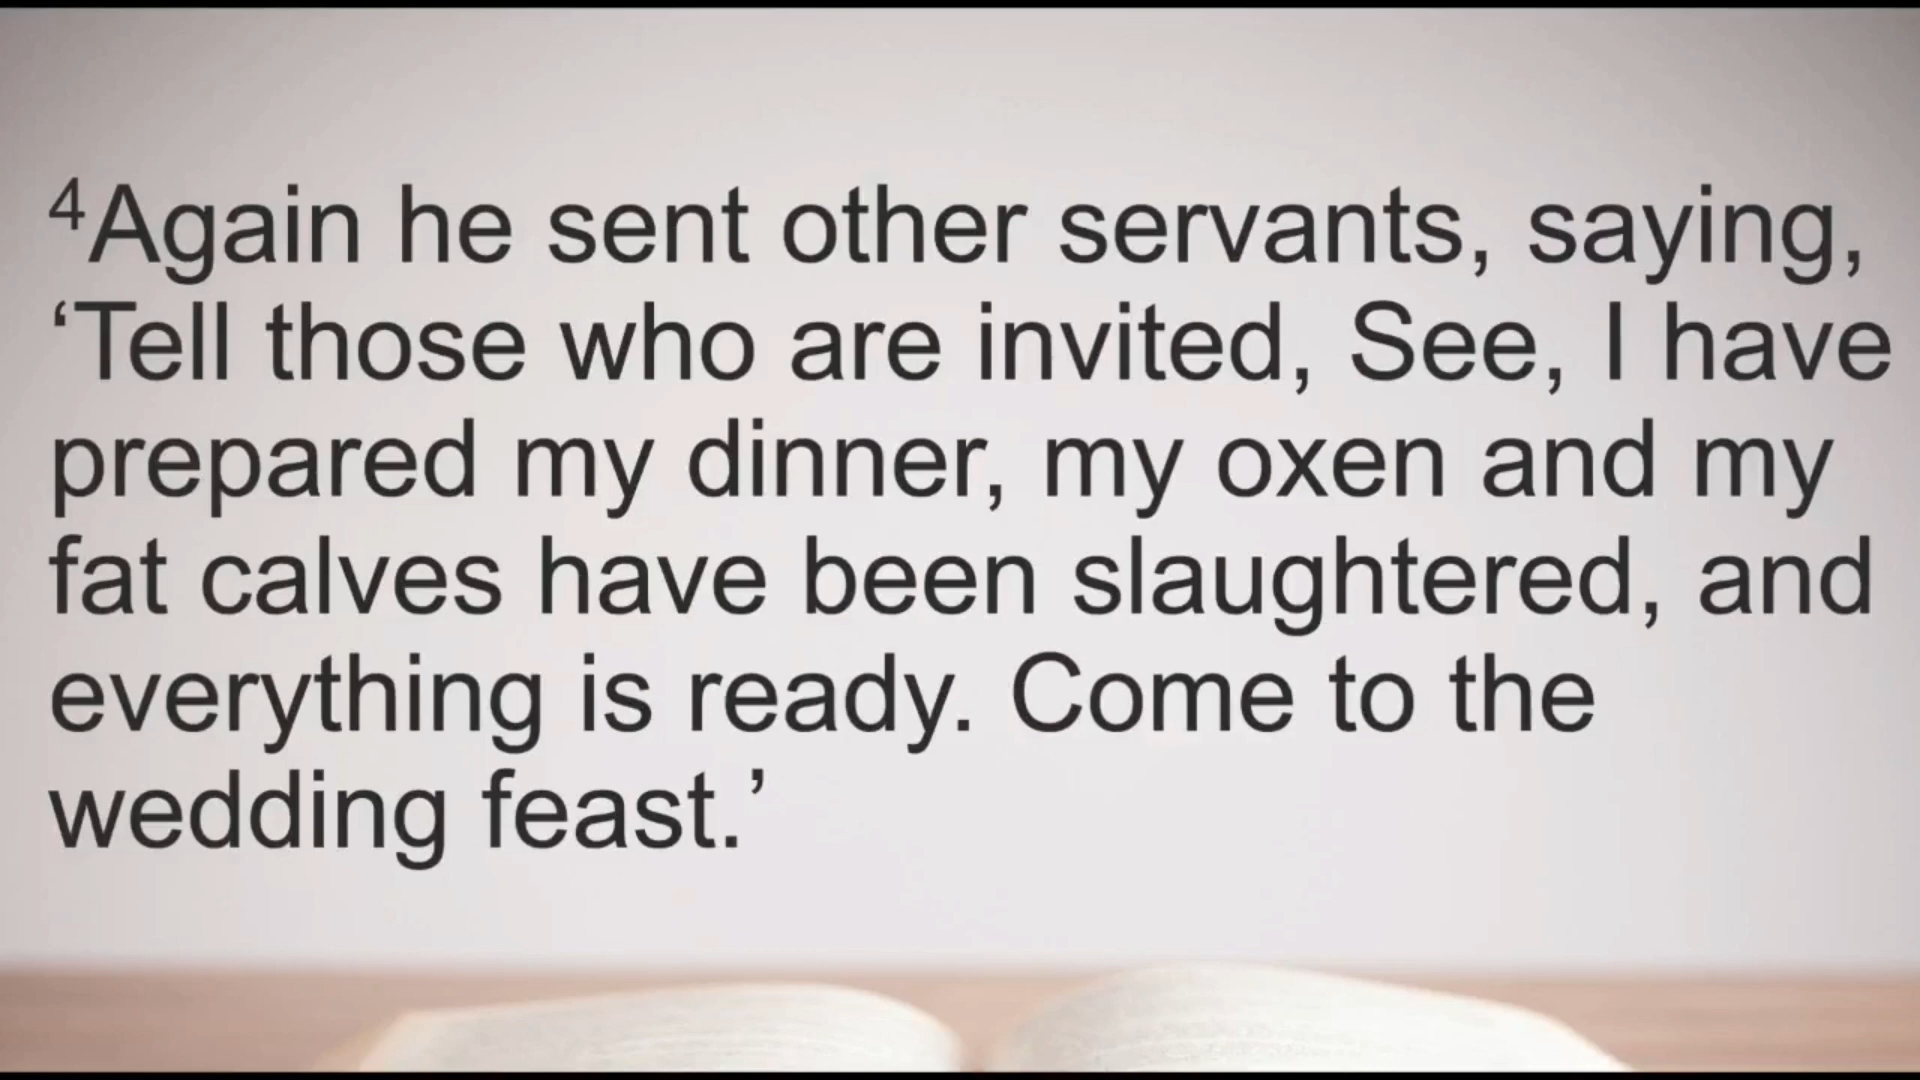 ⁴Again he sent other servants, saying,
‘Tell those who are invited, See, I have
prepared my dinner, my oxen and my
fat calves have been slaughtered, and
everything is ready. Come to the
wedding feast.’